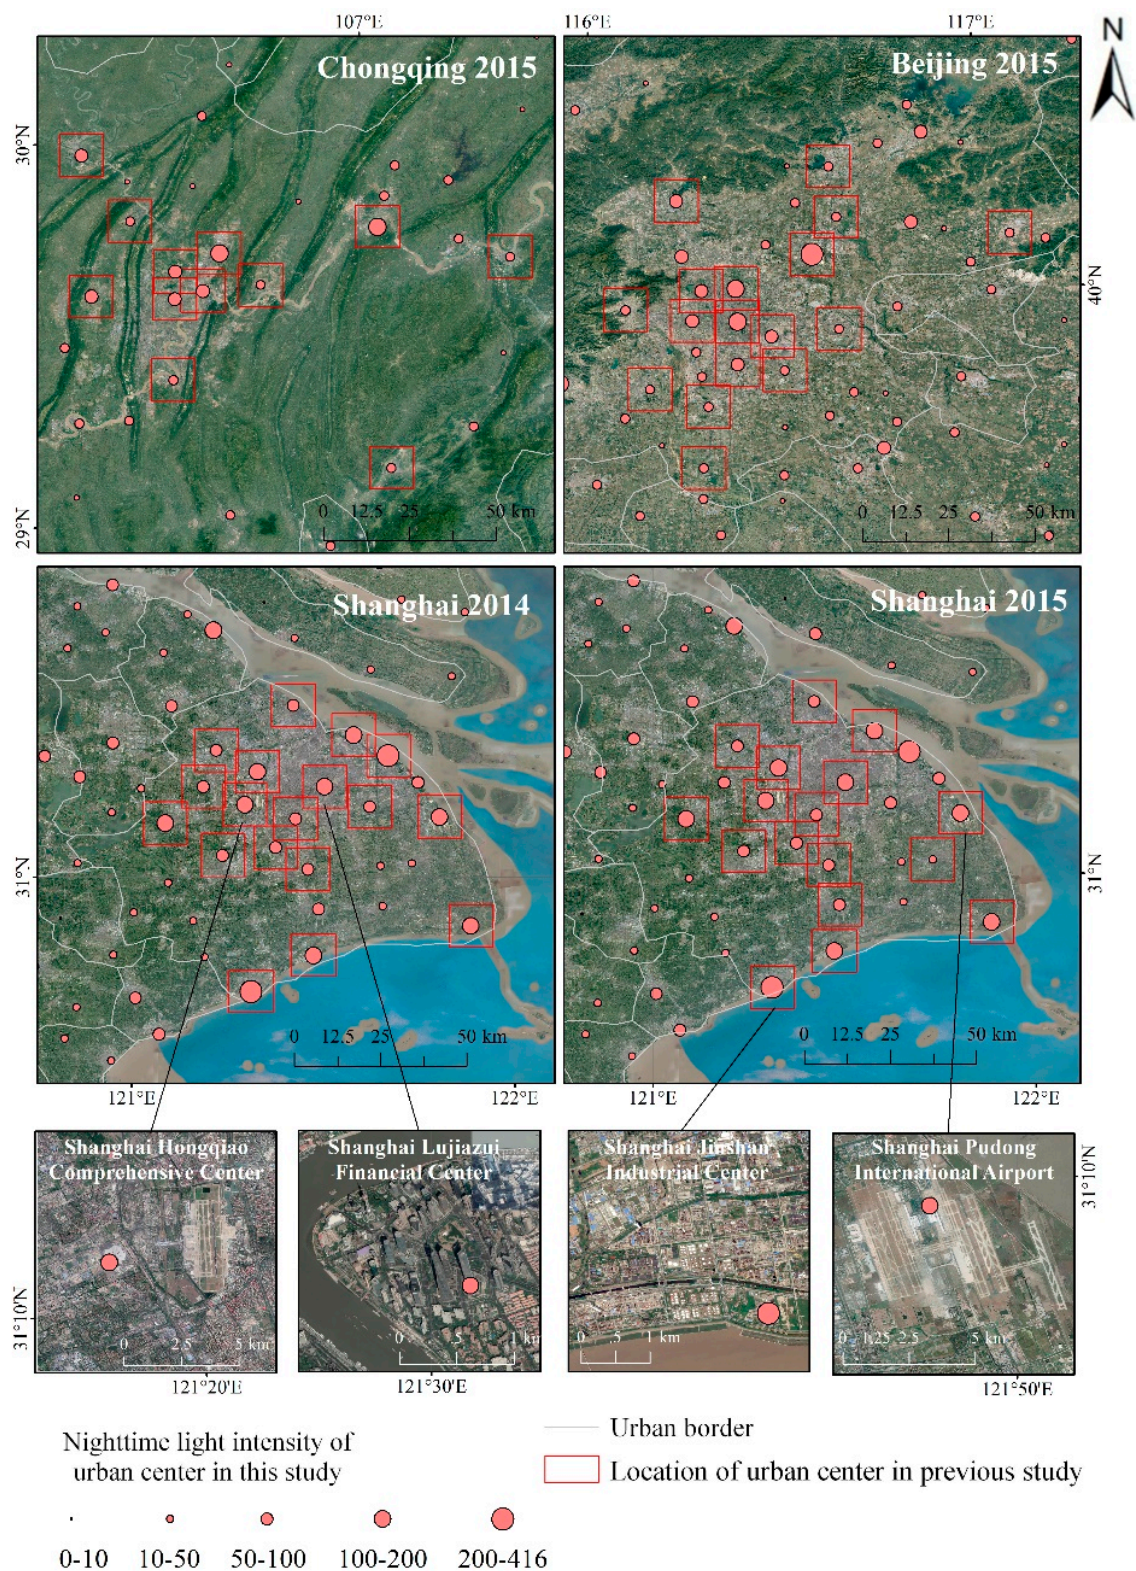 107°E
116°E
117°E
N
Chongqing 2015
Beijing 2015
30°N
40°N
29°N
0 12.5 25 50 km
0 12.5 25 50 km
Shanghai 2014
Shanghai 2015
31°N
31°N
0 12.5 25 50 km
0 12.5 25 50 km
121°E
122°E
121°E
122°E
Shanghai Hongqiao
Comprehensive Center
Shanghai Lujiazui
Financial Center
Shanghai Jinshan
Industrial Center
Shanghai Pudong
International Airport
31°10'N
31°10'N
0 2.5 5 km
0 .5 1 km
0 .5 1 km
0 1.25 2.5 5 km
121°20'E
121°30'E
121°50'E
Nighttime light intensity of
urban center in this study
Urban border
Location of urban center in previous study
0-10 10-50 50-100 100-200 200-416